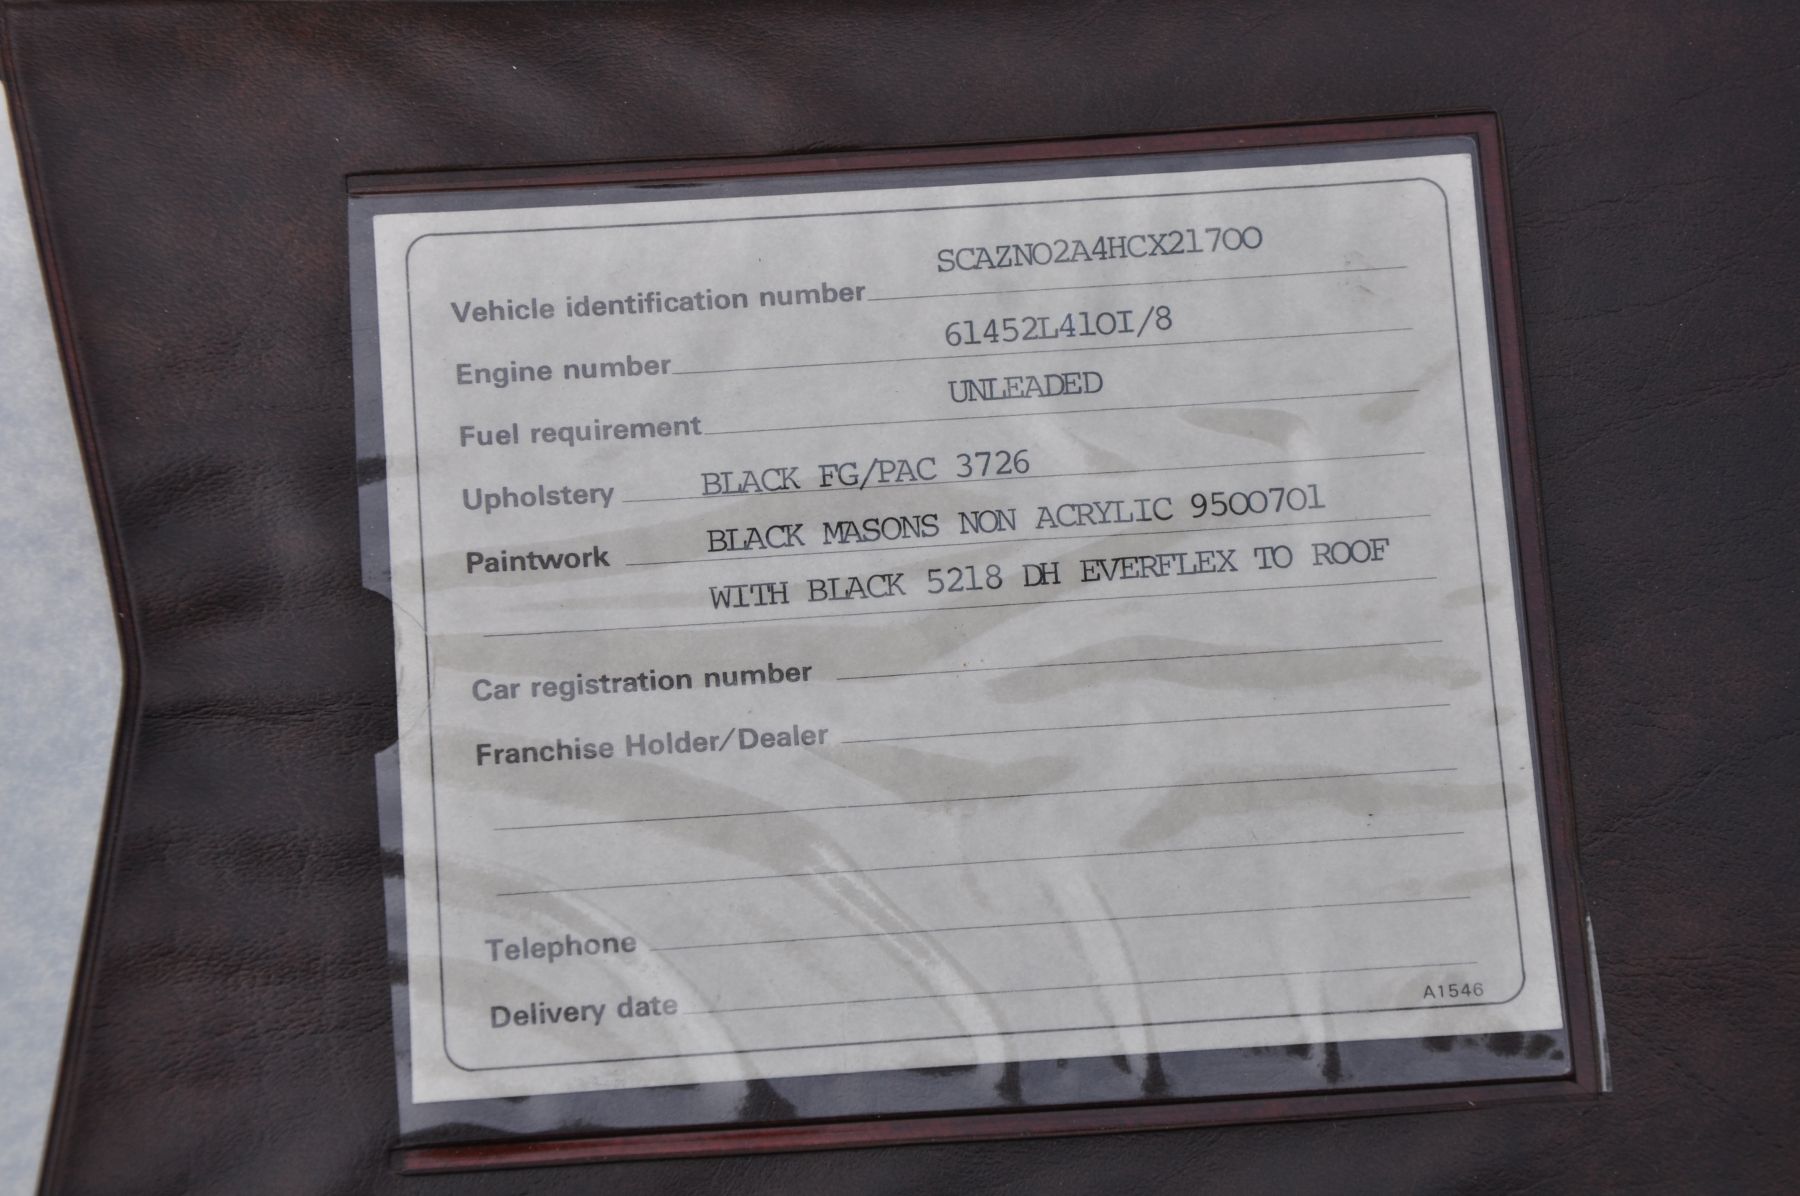 Vehicle identification number SCAZN02A4HCX21700
Engine number 61452L410I/8
Fuel requirement UNLEADED
Upholstery BLACK FG/PAC 3726
Paintwork BLACK MASONS NON ACRYLIC 9500701
WITH BLACK 5218 DH EVERFLEX TO ROOF
Car registration number
Franchise Holder/Dealer
Telephone
Delivery date
A1546